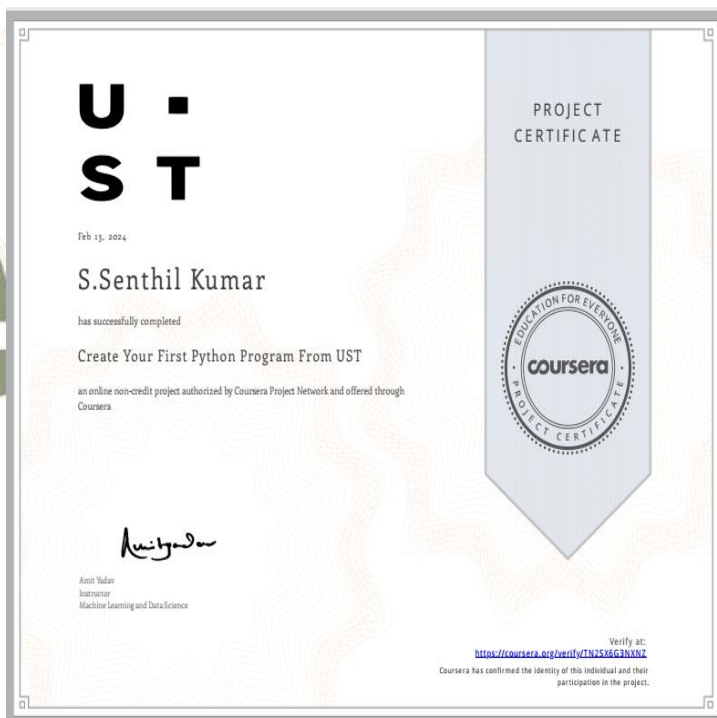 U ·
S T
PROJECT
CERTIFICATE
Feb 13, 2024
S.Senthil Kumar
has successfully completed
Create Your First Python Program From UST
an online non-credit project authorized by Coursera Project Network and offered through
Coursera
EDUCATION FOR EVERYONE
coursera
PROJECT CERTIFICATE
Amit Yadav
Amit Yadav
Instructor
Machine Learning and Data Science
Verify at:
https://coursera.org/verify/TN2SX6G3NXNZ
Coursera has confirmed the identity of this individual and their
participation in the project.